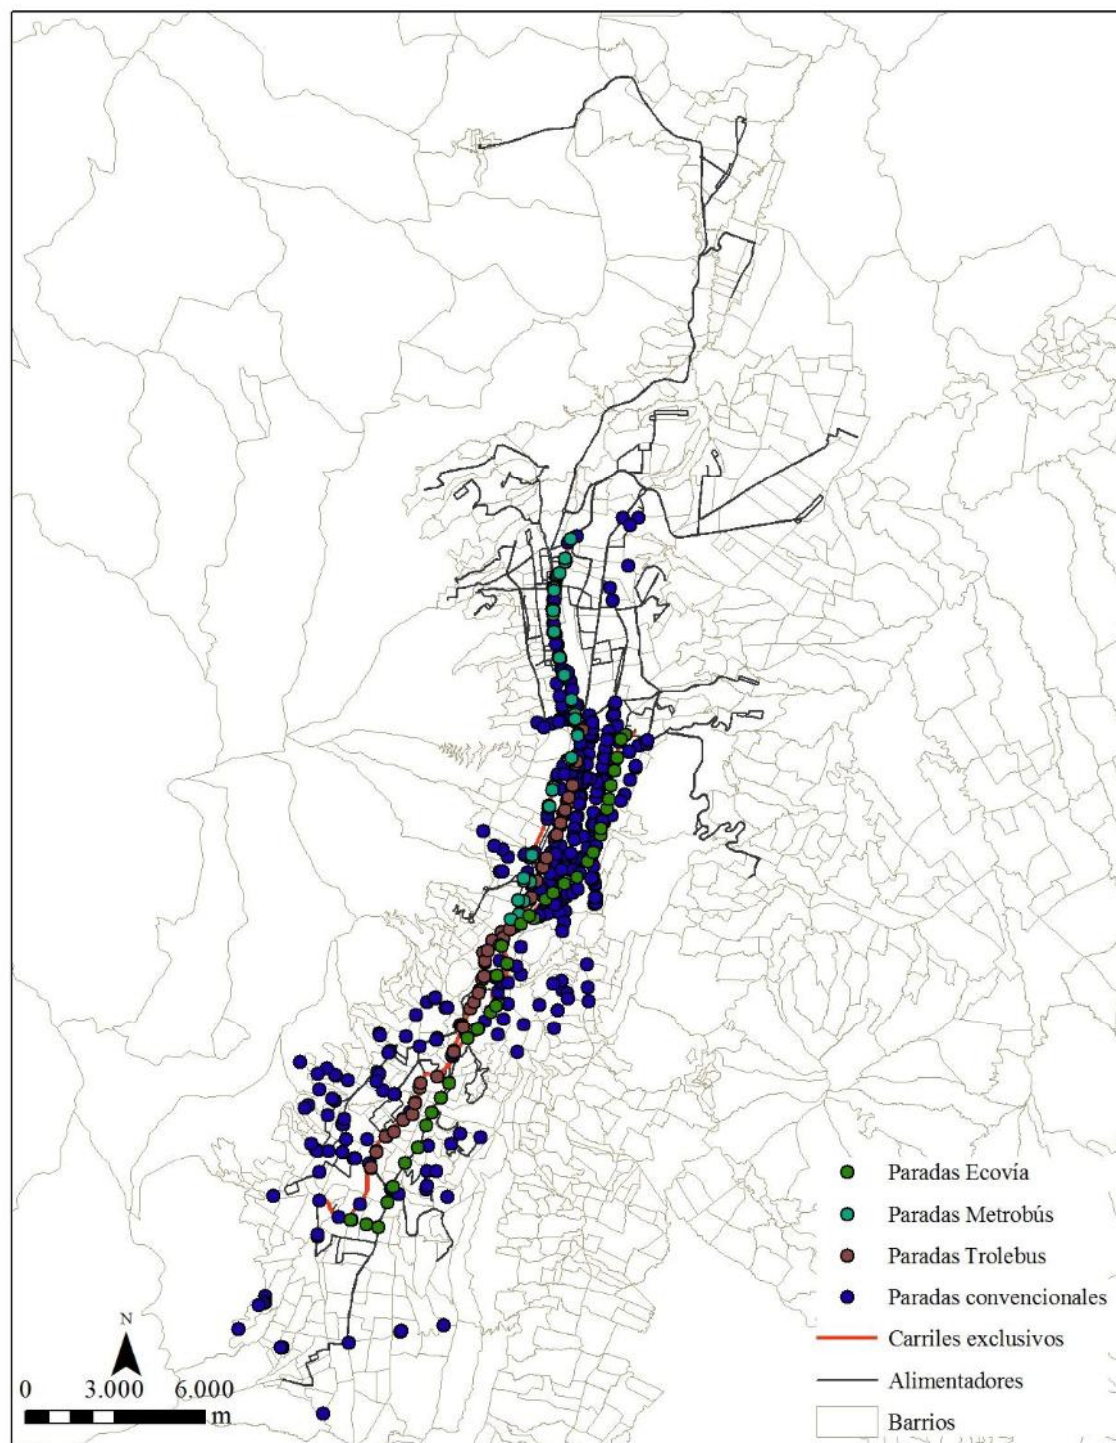 Paradas Ecovía
Paradas Metrobús
Paradas Trolebus
Paradas convencionales
Carriles exclusivos
Alimentadores
Barrios
N
0 3.000 6.000
m